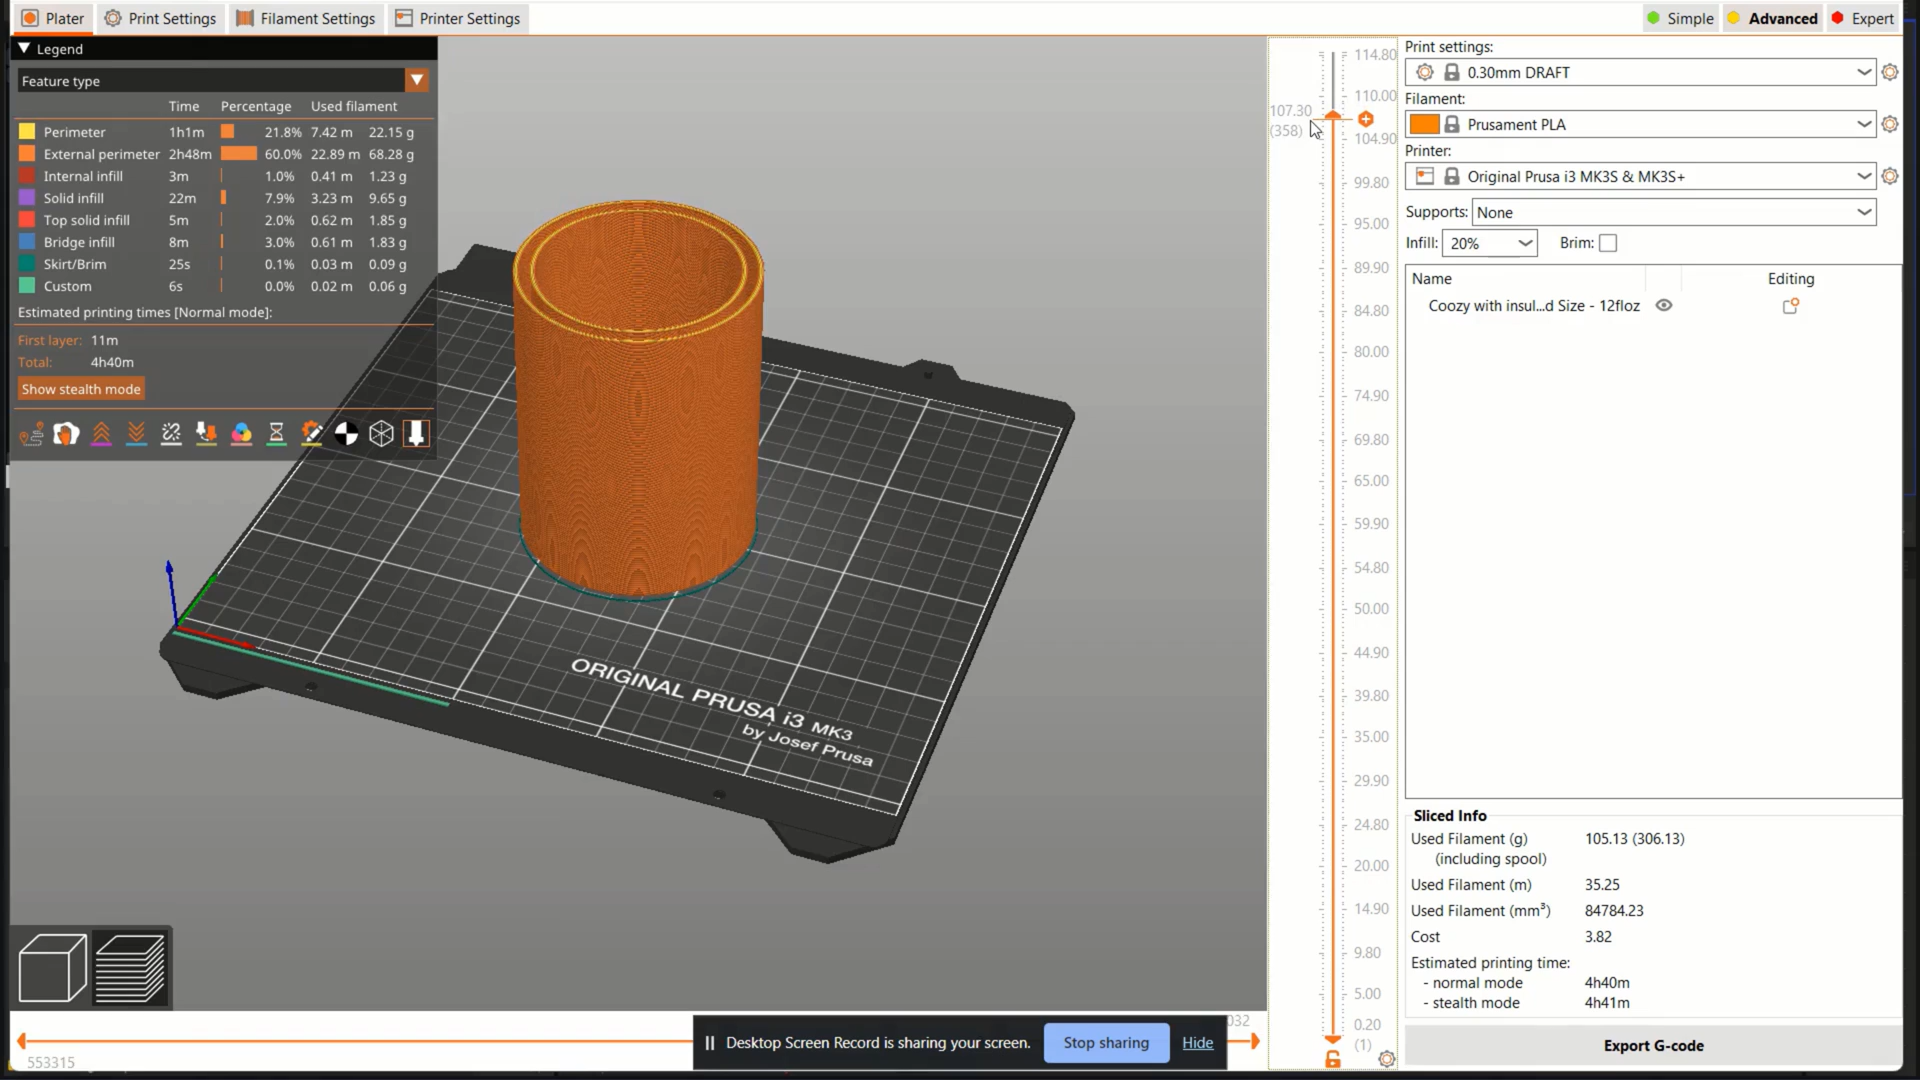 Plater
Print Settings
Filament Settings
Printer Settings
Simple
Advanced
Expert
Legend
Feature type
Time Percentage Used filament
Perimeter 1h1m 21.8% 7.42 m 22.15 g
External perimeter 2h48m 60.0% 22.89 m 68.28 g
Internal infill 3m 1.0% 0.41 m 1.23 g
Solid infill 22m 7.9% 3.23 m 9.65 g
Top solid infill 5m 2.0% 0.62 m 1.85 g
Bridge infill 8m 3.0% 0.61 m 1.83 g
Skirt/Brim 25s 0.1% 0.03 m 0.09 g
Custom 6s 0.0% 0.02 m 0.06 g
Estimated printing times [Normal mode]:
First layer: 11m
Total: 4h40m
Show stealth mode
ORIGINAL PRUSA i3 MK3
by Josef Prusa
107.30
(358)
114.80
110.00
104.90
99.80
95.00
89.90
84.80
80.00
74.90
69.80
65.00
59.90
54.80
50.00
44.90
39.80
35.00
29.90
24.80
20.00
14.90
9.80
5.00
0.20
(1)
Print settings:
0.30mm DRAFT
Filament:
Prusament PLA
Printer:
Original Prusa i3 MK3S & MK3S+
Supports: None
Infill: 20% Brim:
Name Editing
Coozy with insul...d Size - 12floz
Sliced Info
Used Filament (g) 105.13 (306.13)
(including spool)
Used Filament (m) 35.25
Used Filament (mm³) 84784.23
Cost 3.82
Estimated printing time:
- normal mode 4h40m
- stealth mode 4h41m
Export G-code
553315
032
Desktop Screen Record is sharing your screen.
Stop sharing
Hide